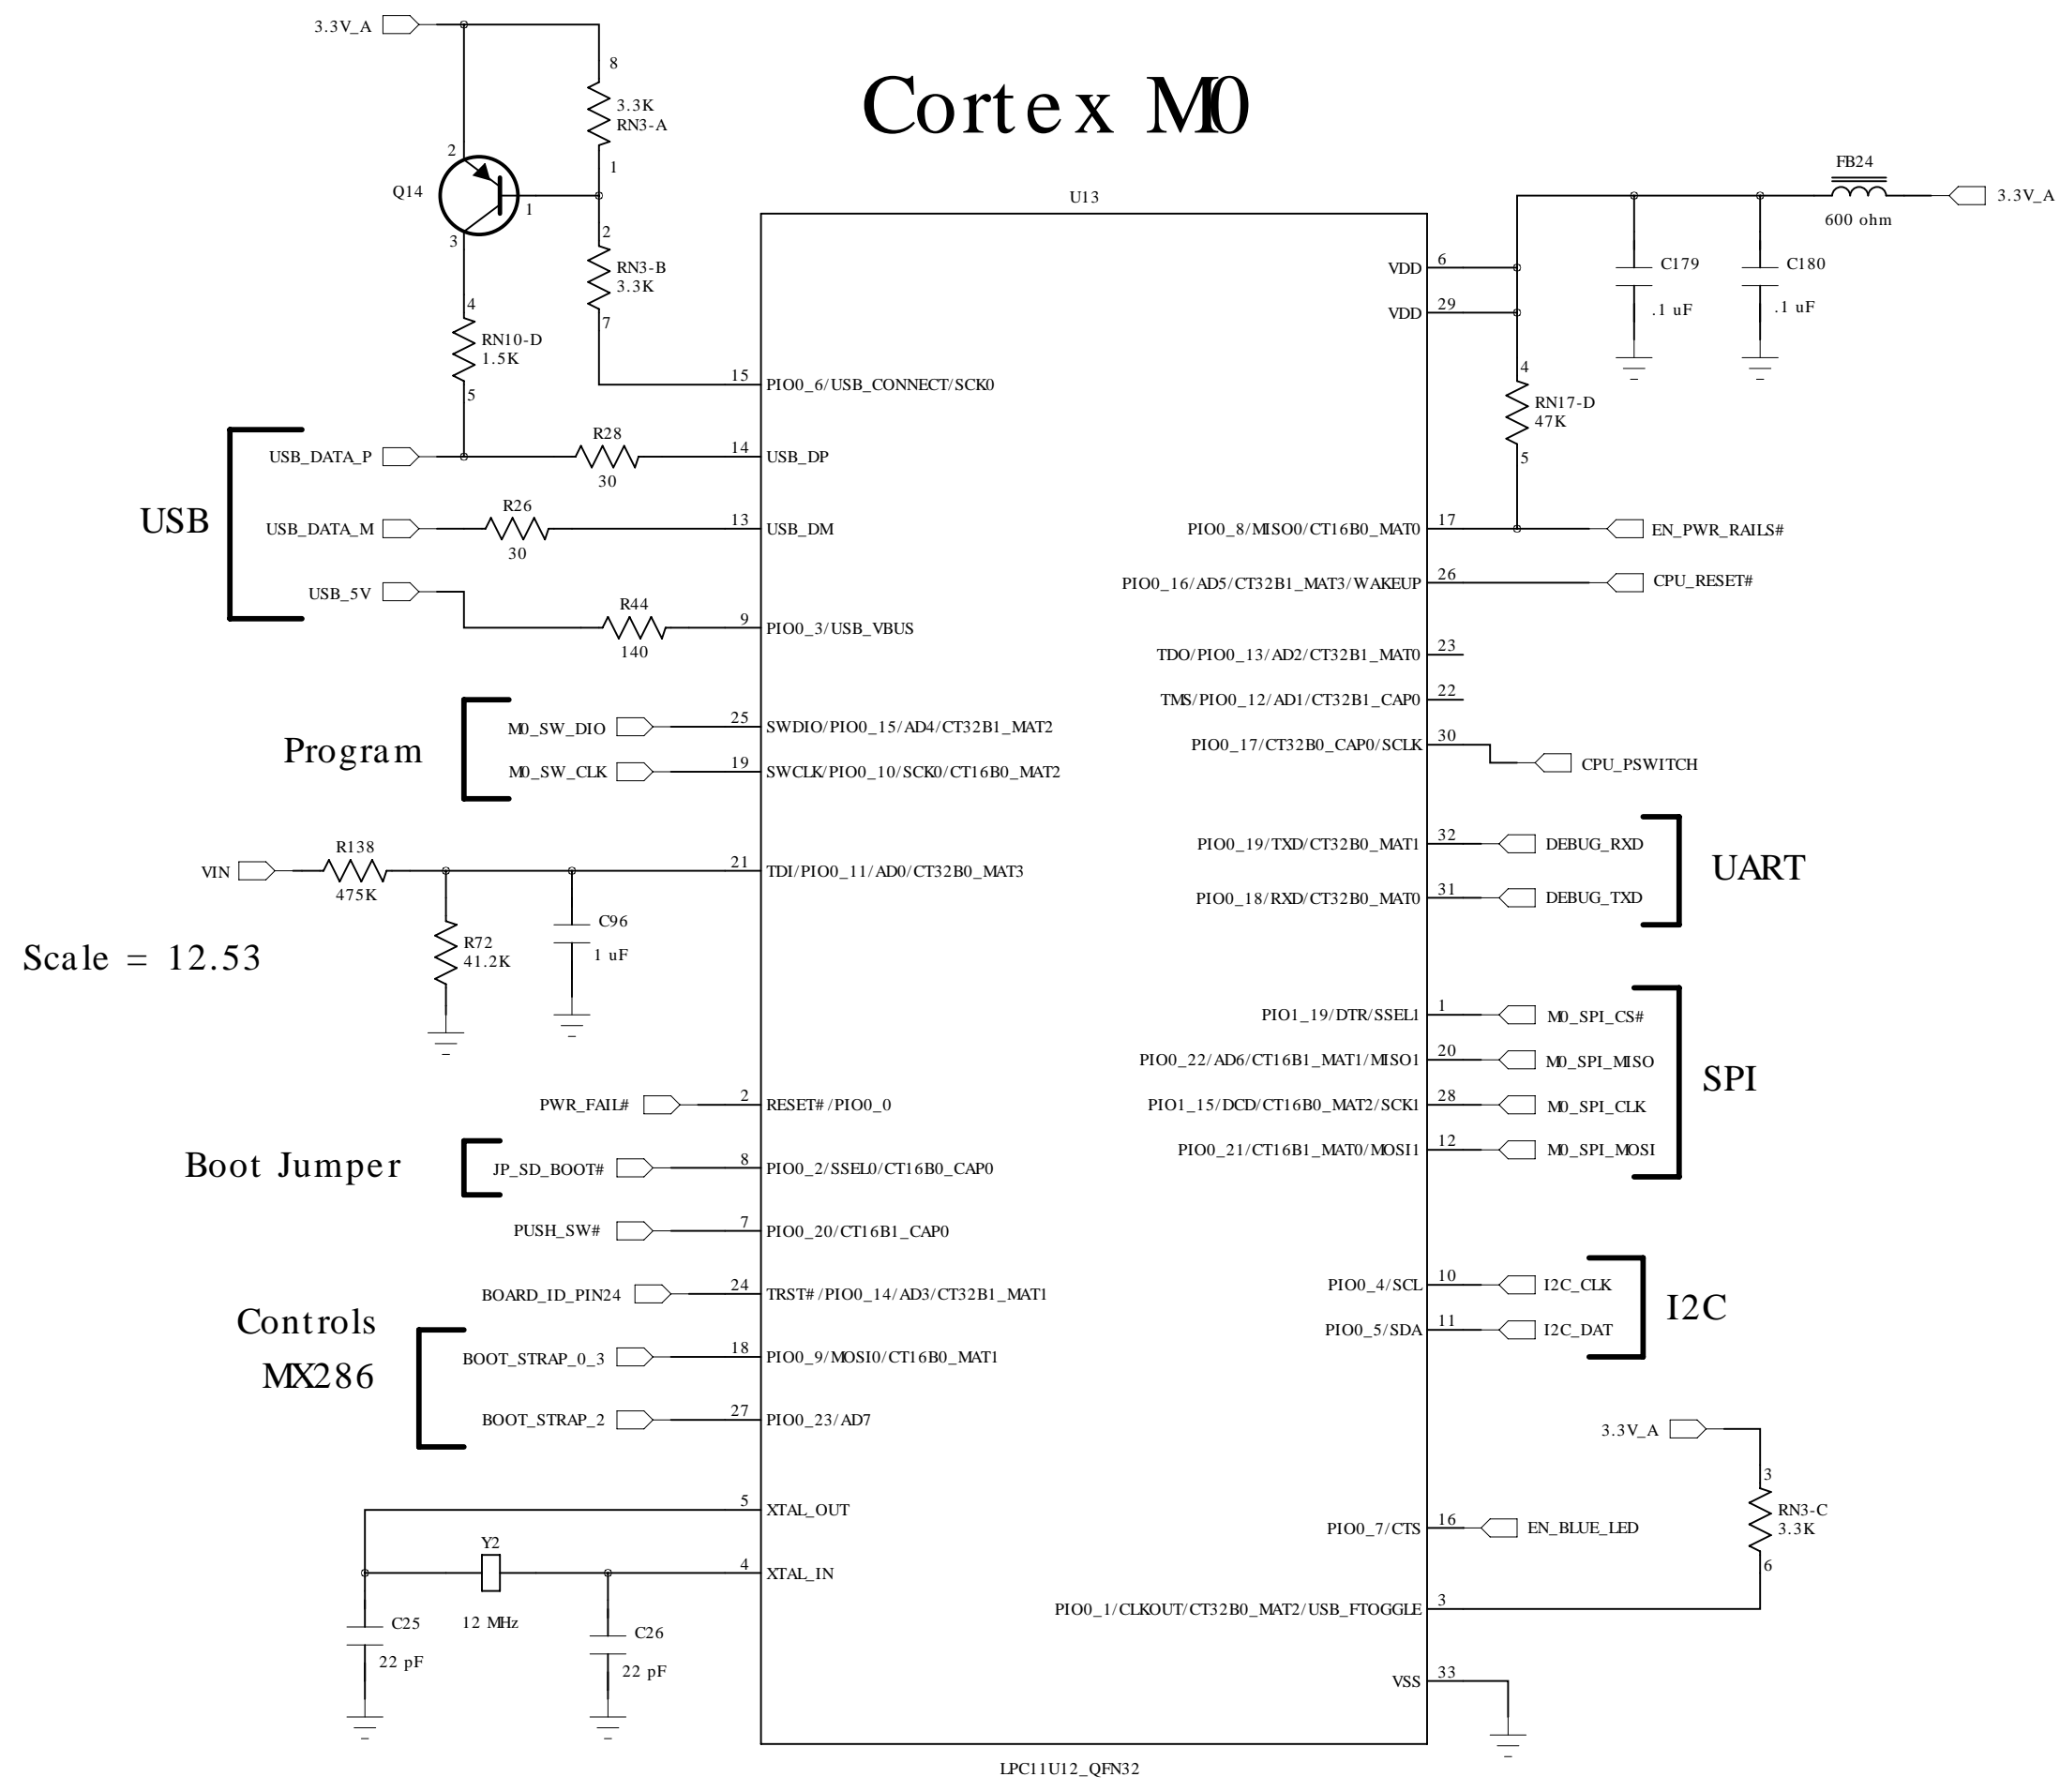 3.3V_A
8
3.3K
RN3-A
1
Cortex M0
2
Q14
1
3
2
RN3-B
3.3K
7
4
RN10-D
1.5K
5
U13
FB24
3.3V_A
600 ohm
VDD 6
C179
.1 uF
C180
.1 uF
VDD 29
4
RN17-D
47K
5
15 PIO0_6/USB_CONNECT/SCK0
USB
USB_DATA_P
R28
30
14 USB_DP
USB_DATA_M
R26
30
13 USB_DM
USB_5V
R44
140
9 PIO0_3/USB_VBUS
PIO0_8/MISO0/CT16B0_MAT0 17 EN_PWR_RAILS#
PIO0_16/AD5/CT32B1_MAT3/WAKEUP 26 CPU_RESET#
TDO/PIO0_13/AD2/CT32B1_MAT0 23
TMS/PIO0_12/AD1/CT32B1_CAP0 22
PIO0_17/CT32B0_CAP0/SCLK 30 CPU_PSWITCH
Program
M0_SW_DIO 25 SWDIO/PIO0_15/AD4/CT32B1_MAT2
M0_SW_CLK 19 SWCLK/PIO0_10/SCK0/CT16B0_MAT2
PIO0_19/TXD/CT32B0_MAT1 32 DEBUG_RXD
UART
PIO0_18/RXD/CT32B0_MAT0 31 DEBUG_TXD
VIN
R138
475K
21 TDI/PIO0_11/AD0/CT32B0_MAT3
R72
41.2K
C96
1 uF
Scale = 12.53
PIO1_19/DTR/SSEL1 1 M0_SPI_CS#
PIO0_22/AD6/CT16B1_MAT1/MISO1 20 M0_SPI_MISO
SPI
PIO1_15/DCD/CT16B0_MAT2/SCK1 28 M0_SPI_CLK
PIO0_21/CT16B1_MAT0/MOSI1 12 M0_SPI_MOSI
PWR_FAIL# 2 RESET#/PIO0_0
Boot Jumper
JP_SD_BOOT# 8 PIO0_2/SSEL0/CT16B0_CAP0
PUSH_SW# 7 PIO0_20/CT16B1_CAP0
BOARD_ID_PIN24 24 TRST#/PIO0_14/AD3/CT32B1_MAT1
Controls
MX286
BOOT_STRAP_0_3 18 PIO0_9/MOSI0/CT16B0_MAT1
BOOT_STRAP_2 27 PIO0_23/AD7
PIO0_4/SCL 10 I2C_CLK
I2C
PIO0_5/SDA 11 I2C_DAT
3.3V_A
3
RN3-C
3.3K
6
5 XTAL_OUT
Y2
12 MHz
4 XTAL_IN
C25
22 pF
C26
22 pF
PIO0_7/CTS 16 EN_BLUE_LED
PIO0_1/CLKOUT/CT32B0_MAT2/USB_FTOGGLE 3
VSS 33
LPC11U12_QFN32